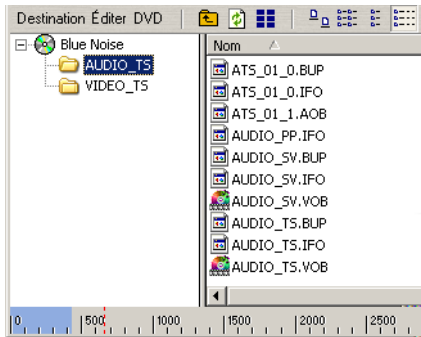 Destination Éditer DVD
Blue Noise
AUDIO_TS
VIDEO_TS
Nom
ATS_01_0.BUP
ATS_01_0.IFO
ATS_01_1.AOB
AUDIO_PP.IFO
AUDIO_SV.BUP
AUDIO_SV.IFO
AUDIO_SV.VOB
AUDIO_TS.BUP
AUDIO_TS.IFO
AUDIO_TS.VOB
0 500 1000 1500 2000 2500